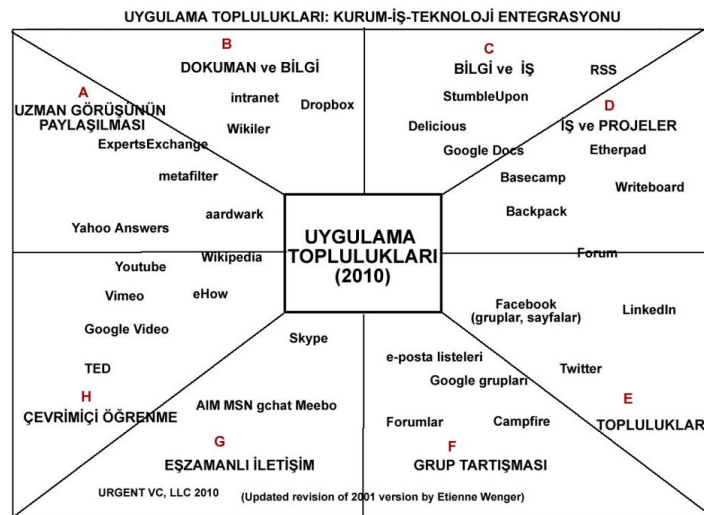 UYGULAMA TOPLULUKLARI: KURUM-İŞ-TEKNOLOJİ ENTEGRASYONU
A
UZMAN GÖRÜŞÜNÜN
PAYLAŞILMASI
ExpertsExchange
metafilter
aardwark
Yahoo Answers
Wikipedia
B
DOKUMAN ve BİLGİ
intranet
Dropbox
Wikiler
C
BİLGİ ve İŞ
RSS
StumbleUpon
Delicious
Google Docs
D
İŞ ve PROJELER
Etherpad
Basecamp
Writeboard
Backpack
Forum
UYGULAMA
TOPLULUKLARI
(2010)
Facebook
(gruplar, sayfalar)
LinkedIn
Twitter
E
TOPLULUKLAR
e-posta listeleri
Google grupları
Forumlar
Campfire
F
GRUP TARTIŞMASI
Skype
AIM MSN gchat Meebo
G
EŞZAMANLI İLETİŞİM
Youtube
Vimeo
eHow
Google Video
TED
H
ÇEVRİMİÇİ ÖĞRENME
URGENT VC, LLC 2010
(Updated revision of 2001 version by Etienne Wenger)